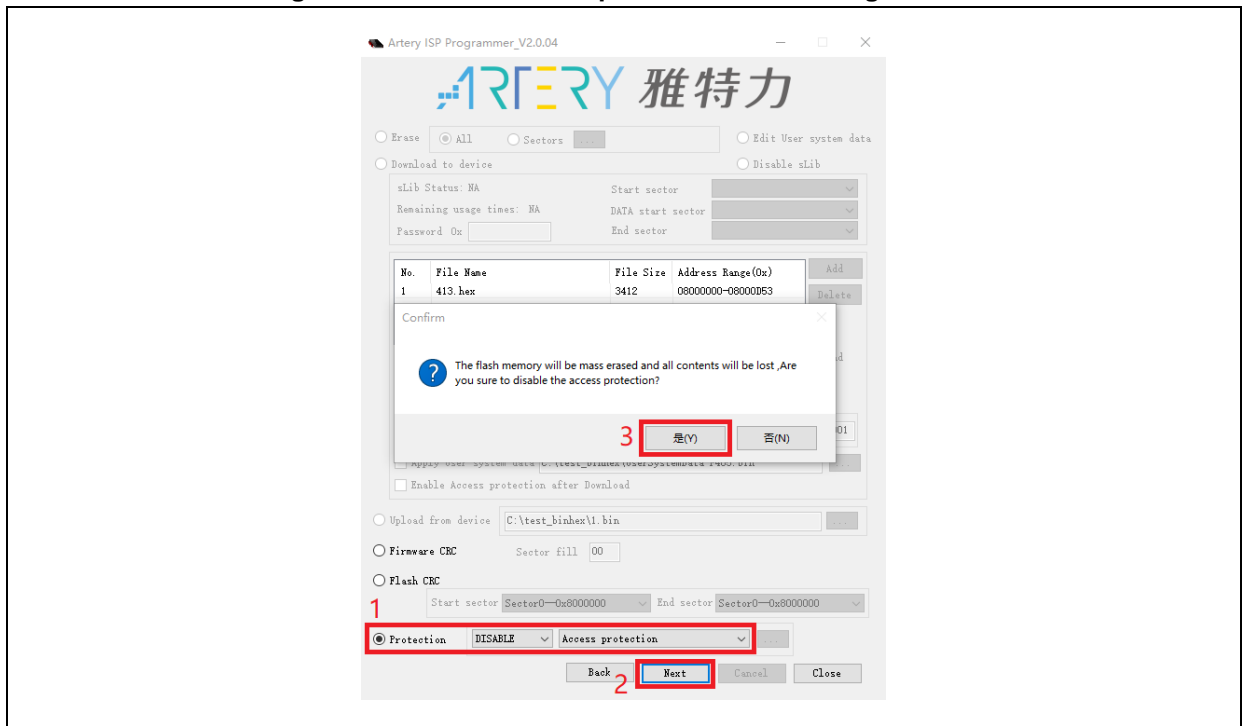 Artery ISP Programmer_V2.0.04
ARTERY 雅特力
Erase All Sectors ... Edit User system data
Download to device Disable sLib
sLib Status: NA Start sector
Remaining usage times: NA DATA start sector
Password 0x End sector
No. File Name File Size Address Range(0x) Add
1 413.hex 3412 08000000-08000D53 Delete
Confirm
The flash memory will be mass erased and all contents will be lost ,Are
you sure to disable the access protection?
3 是(Y) 否(N)
Enable Access protection after Download
Upload from device C:\test_binhex\1.bin ...
Firmware CRC Sector fill 00
Flash CRC
1
Start sector Sector0—0x8000000 End sector Sector0—0x8000000
Protection DISABLE Access protection ...
Back Next Cancel Close
2